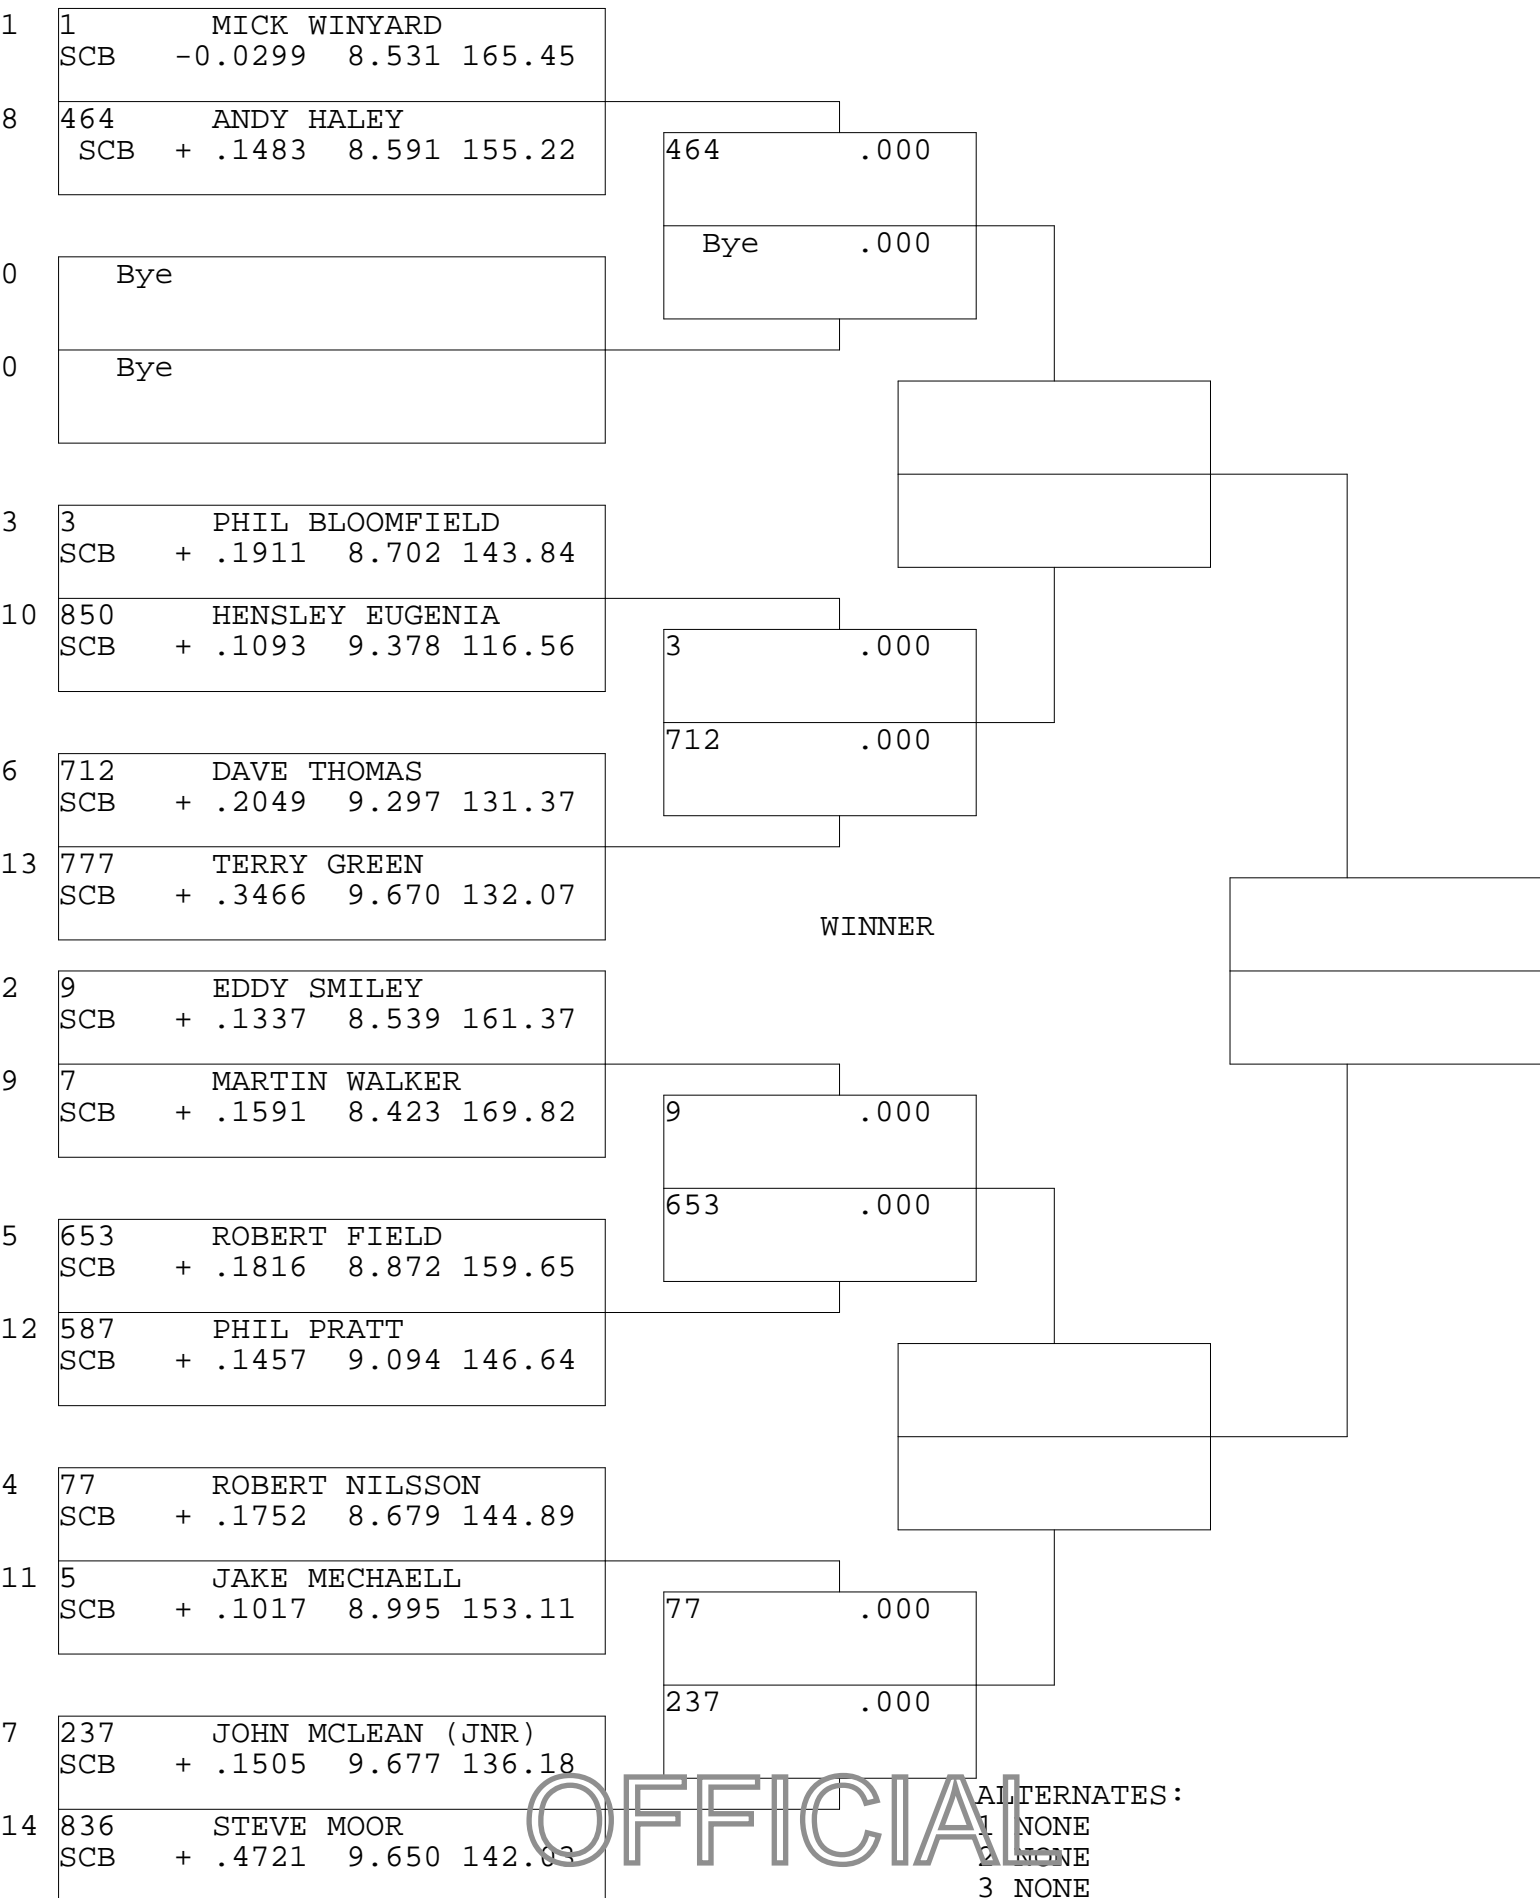 1 1 MICK WINYARD
SCB -0.0299 8.531 165.45
8 464 ANDY HALEY
SCB + .1483 8.591 155.22
464 .000
Bye .000
0 Bye
0 Bye
3 3 PHIL BLOOMFIELD
SCB + .1911 8.702 143.84
10 850 HENSLEY EUGENIA
SCB + .1093 9.378 116.56
3 .000
712 .000
6 712 DAVE THOMAS
SCB + .2049 9.297 131.37
13 777 TERRY GREEN
SCB + .3466 9.670 132.07
WINNER
2 9 EDDY SMILEY
SCB + .1337 8.539 161.37
9 7 MARTIN WALKER
SCB + .1591 8.423 169.82
9 .000
653 .000
5 653 ROBERT FIELD
SCB + .1816 8.872 159.65
12 587 PHIL PRATT
SCB + .1457 9.094 146.64
4 77 ROBERT NILSSON
SCB + .1752 8.679 144.89
11 5 JAKE MECHAELL
SCB + .1017 8.995 153.11
77 .000
237 .000
7 237 JOHN MCLEAN (JNR)
SCB + .1505 9.677 136.18
14 836 STEVE MOOR
SCB + .4721 9.650 142.03
OFFICIAL
ALTERNATES:
1 NONE
2 NONE
3 NONE